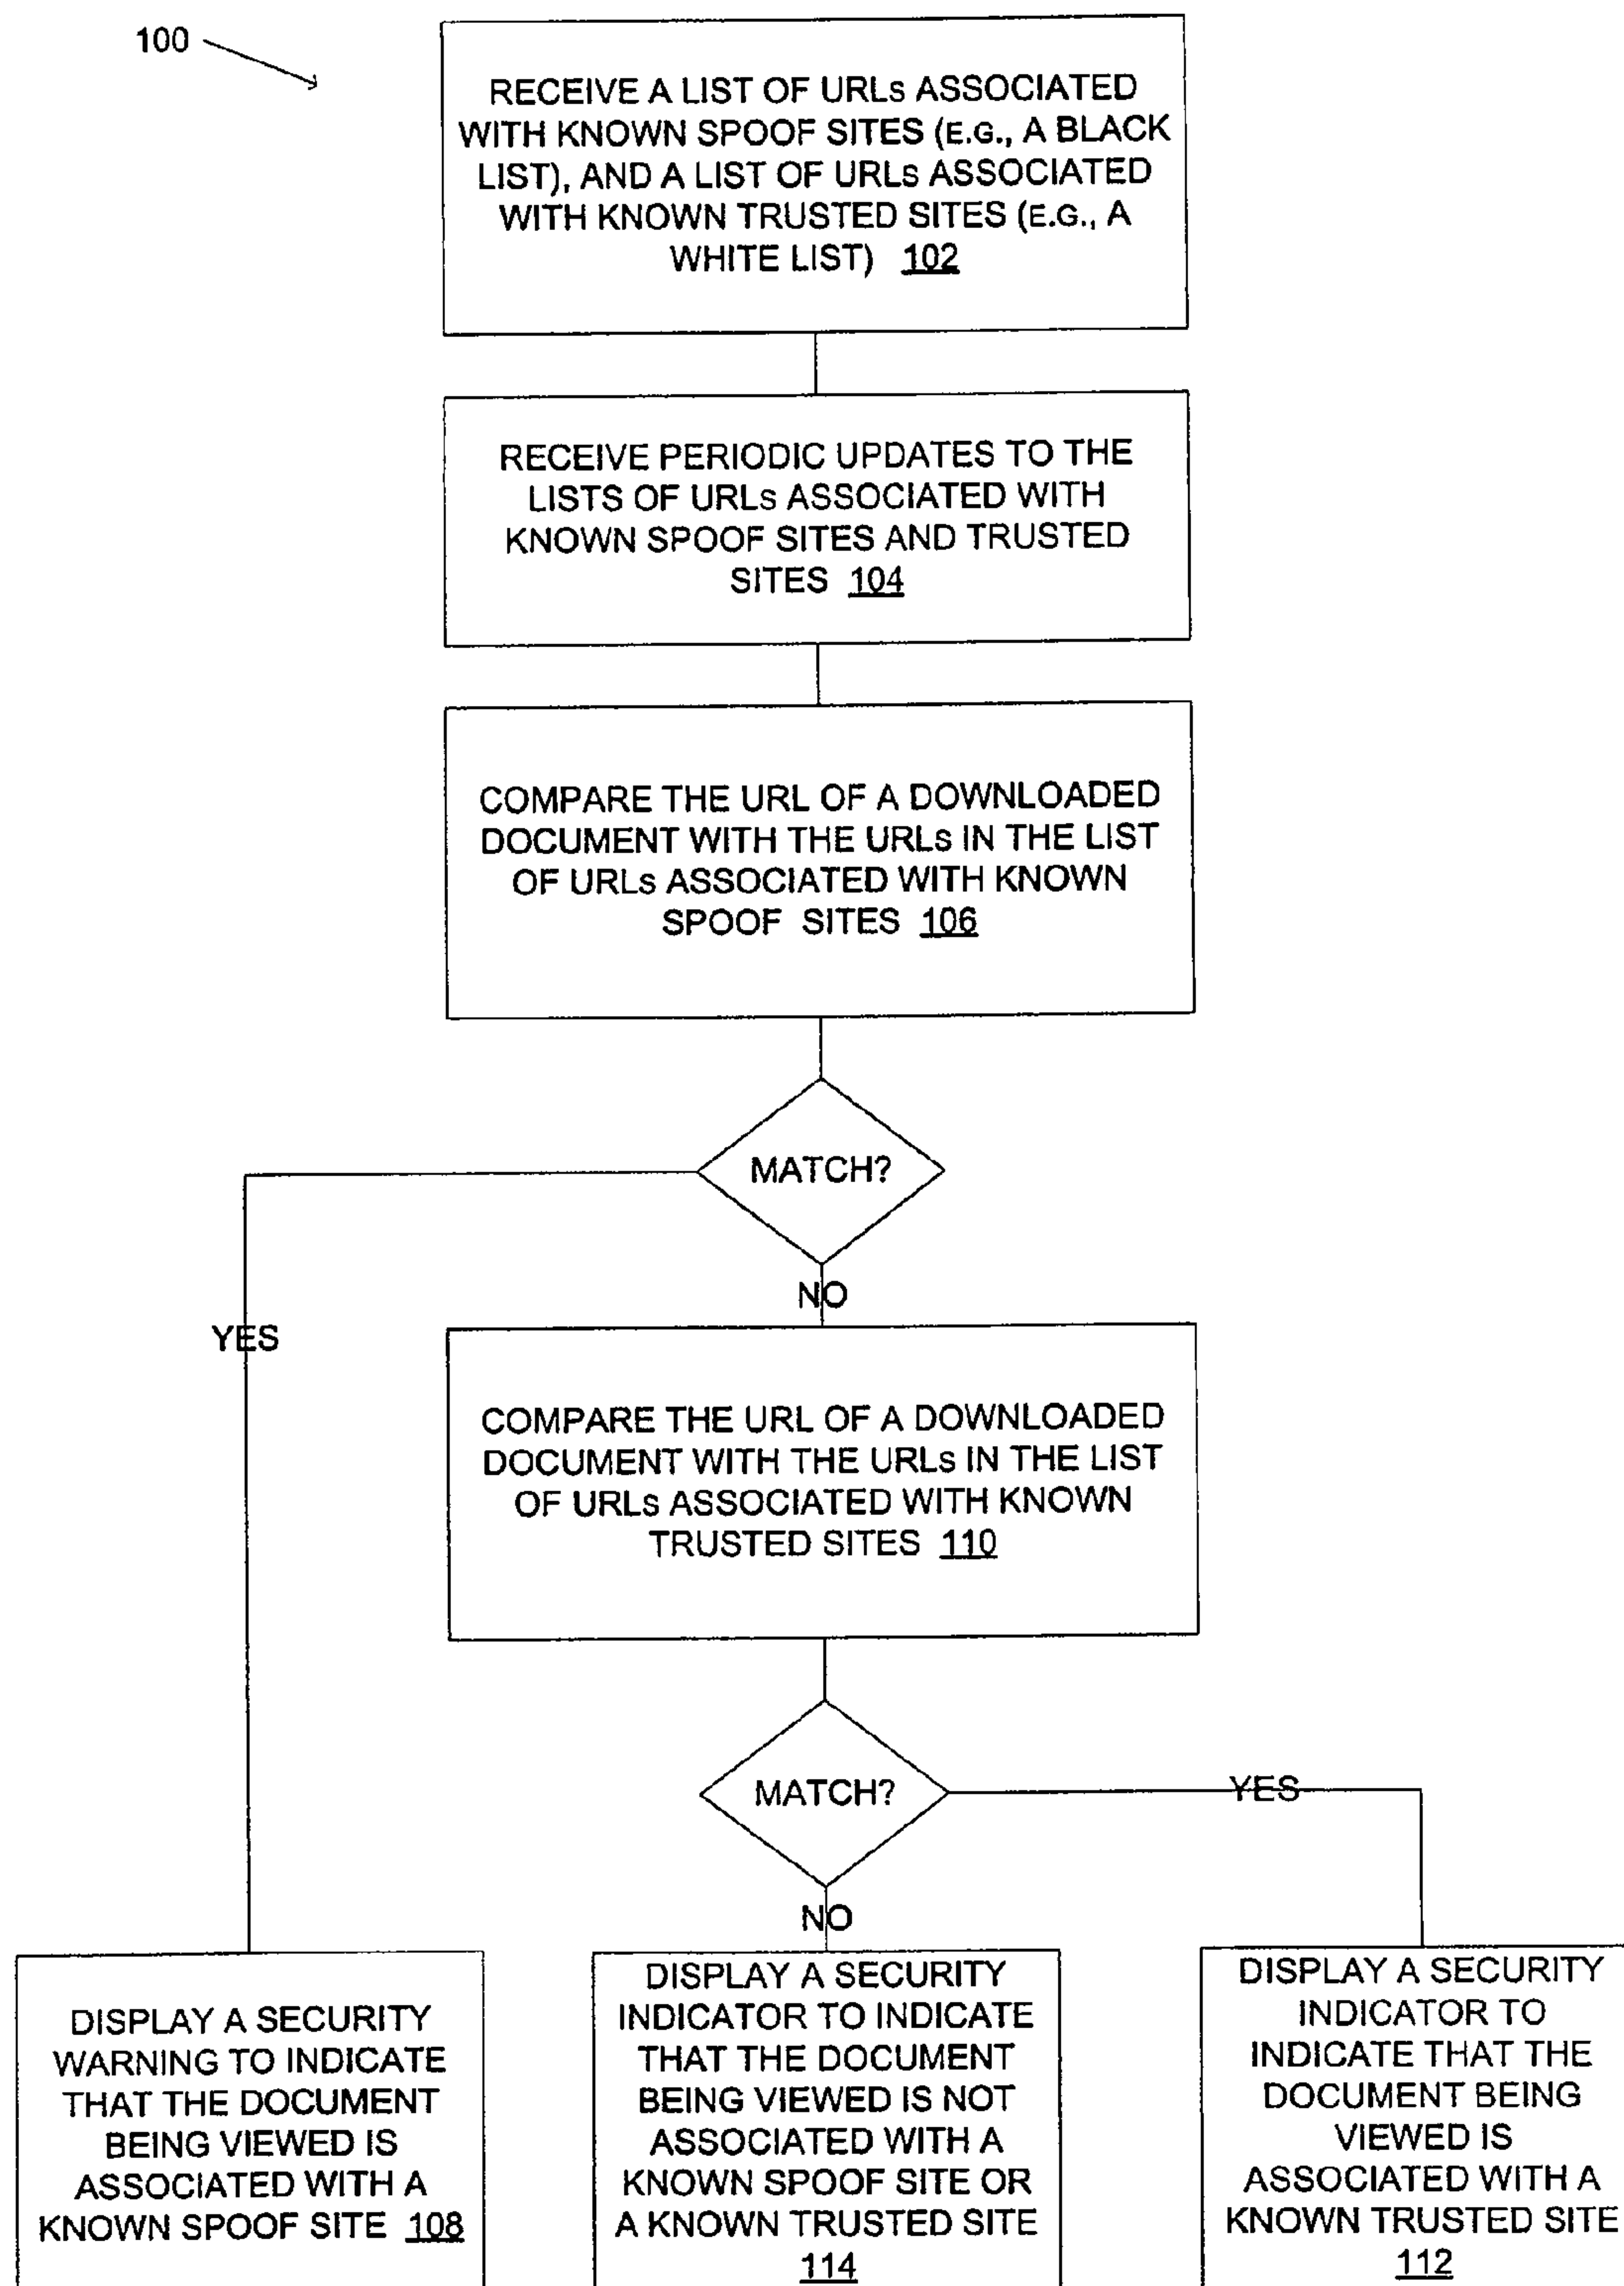 100
RECEIVE A LIST OF URLs ASSOCIATED
WITH KNOWN SPOOF SITES (E.G., A BLACK
LIST), AND A LIST OF URLs ASSOCIATED
WITH KNOWN TRUSTED SITES (E.G., A
WHITE LIST) 102
RECEIVE PERIODIC UPDATES TO THE
LISTS OF URLs ASSOCIATED WITH
KNOWN SPOOF SITES AND TRUSTED
SITES 104
COMPARE THE URL OF A DOWNLOADED
DOCUMENT WITH THE URLs IN THE LIST
OF URLs ASSOCIATED WITH KNOWN
SPOOF SITES 106
MATCH?
NO
YES
COMPARE THE URL OF A DOWNLOADED
DOCUMENT WITH THE URLs IN THE LIST
OF URLs ASSOCIATED WITH KNOWN
TRUSTED SITES 110
MATCH?
YES
NO
DISPLAY A SECURITY
WARNING TO INDICATE
THAT THE DOCUMENT
BEING VIEWED IS
ASSOCIATED WITH A
KNOWN SPOOF SITE 108
DISPLAY A SECURITY
INDICATOR TO INDICATE
THAT THE DOCUMENT
BEING VIEWED IS NOT
ASSOCIATED WITH A
KNOWN SPOOF SITE OR
A KNOWN TRUSTED SITE
114
DISPLAY A SECURITY
INDICATOR TO
INDICATE THAT THE
DOCUMENT BEING
VIEWED IS
ASSOCIATED WITH A
KNOWN TRUSTED SITE
112